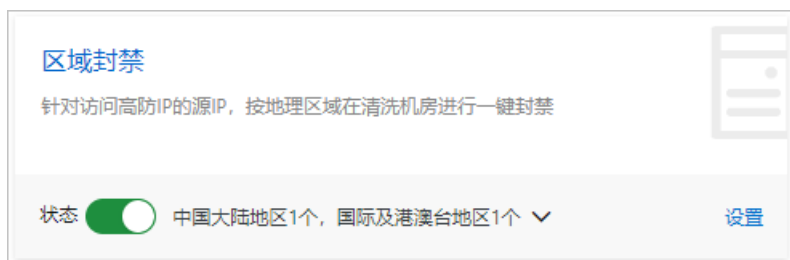 区域封禁
针对访问高防IP的源IP，按地理区域在清洗机房进行一键封禁
状态 中国大陆地区1个，国际及港澳台地区1个 设置